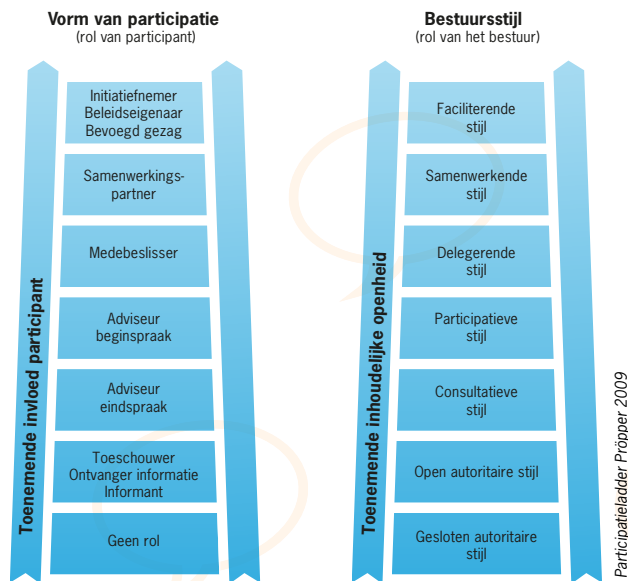 Vorm van participatie
(rol van participant)
Initiatiefnemer
Beleidseigenaar
Bevoegd gezag
Samenwerkings-
partner
Medebeslisser
Adviseur
beginspraak
Adviseur
eindspraak
Toeschouwer
Ontvanger informatie
Informant
Geen rol
Toenemende invloed participant
Bestuursstijl
(rol van het bestuur)
Faciliterende
stijl
Samenwerkende
stijl
Delegerende
stijl
Participatieve
stijl
Consultatieve
stijl
Open autoritaire stijl
Gesloten autoritaire
stijl
Toenemende inhoudelijke openheid
Participatieladder Pröpper 2009